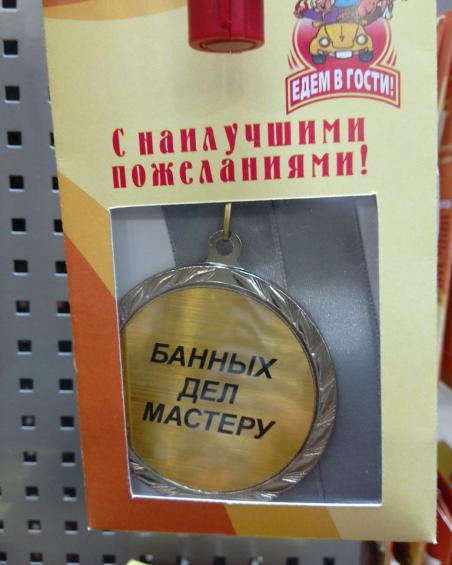 ЕДЕМ В ГОСТИ!
С НАИЛУЧШИМИ
ПОЖЕЛАНИЯМИ!
БАННЫХ
ДЕЛ
МАСТЕРУ